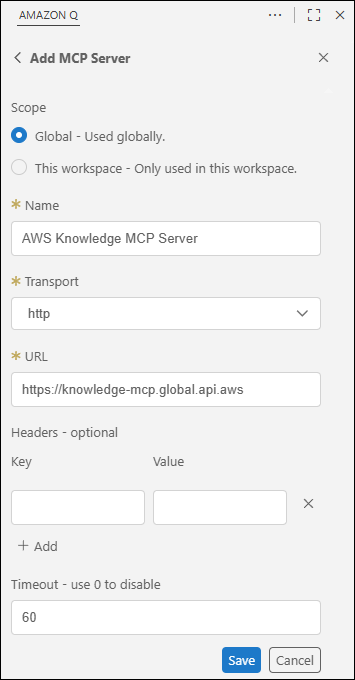 AMAZON Q
Add MCP Server
Scope
Global - Used globally.
This workspace - Only used in this workspace.
* Name
AWS Knowledge MCP Server
* Transport
http
* URL
https://knowledge-mcp.global.api.aws
Headers - optional
Key Value
+ Add
Timeout - use 0 to disable
60
Save Cancel